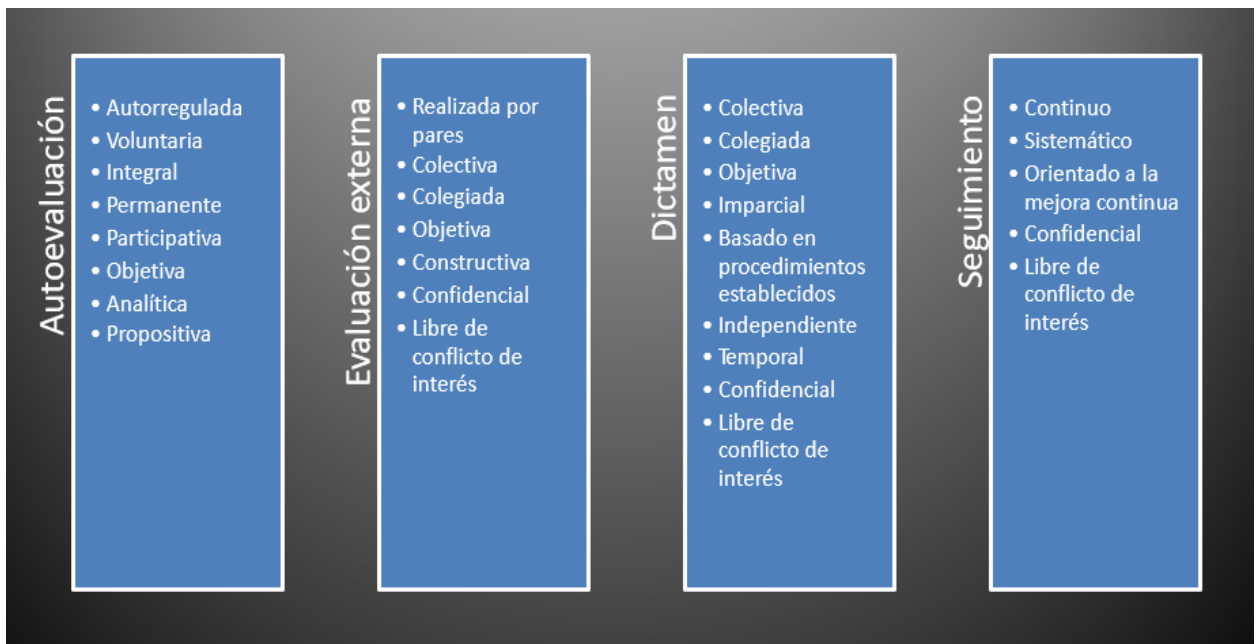 Autoevaluación
• Autorregulada
• Voluntaria
• Integral
• Permanente
• Participativa
• Objetiva
• Analítica
• Propositiva
Evaluación externa
• Realizada por
pares
• Colectiva
• Colegiada
• Objetiva
• Constructiva
• Confidencial
• Libre de
conflicto de
interés
Dictamen
• Colectiva
• Colegiada
• Objetiva
• Imparcial
• Basado en
procedimientos
establecidos
• Independiente
• Temporal
• Confidencial
• Libre de
conflicto de
interés
Seguimiento
• Continuo
• Sistemático
• Orientado a la
mejora continua
• Confidencial
• Libre de
conflicto de
interés